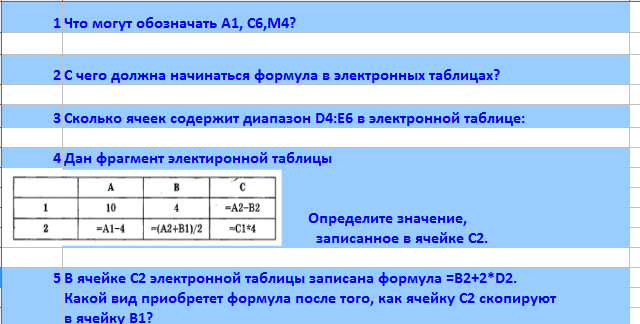 1 Что могут обозначать А1, С6,М4?
2 С чего должна начинаться формула в электронных таблицах?
3 Сколько ячеек содержит диапазон D4:E6 в электронной таблице:
4 Дан фрагмент электиронной таблицы
A B C
1 10 4 =A2-B2
2 =A1-4 =(A2+B1)/2 =C1*4
Определите значение,
записанное в ячейке С2.
5 В ячейке С2 электронной таблицы записана формула =B2+2*D2.
Какой вид приобретет формула после того, как ячейку С2 скопируют
в ячейку В1?